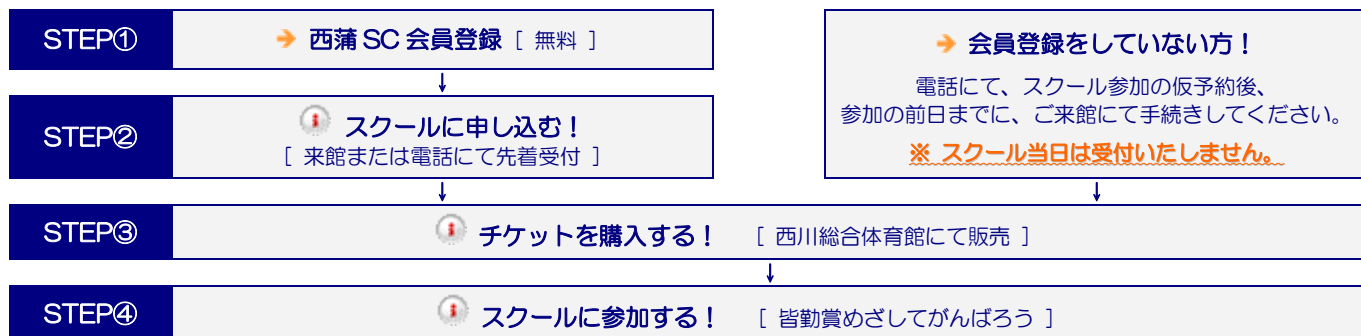 STEP①
西蒲 SC 会員登録 [ 無料 ]
STEP②
スクールに申し込む！
[ 来館または電話にて先着受付 ]
会員登録をしていない方！
電話にて、スクール参加の仮予約後、
参加の前日までに、ご来館にて手続きしてください。
※ スクール当日は受付いたしません。
STEP③
チケットを購入する！ [ 西川総合体育館にて販売 ]
STEP④
スクールに参加する！ [ 皆勤賞めざしてがんばろう ]